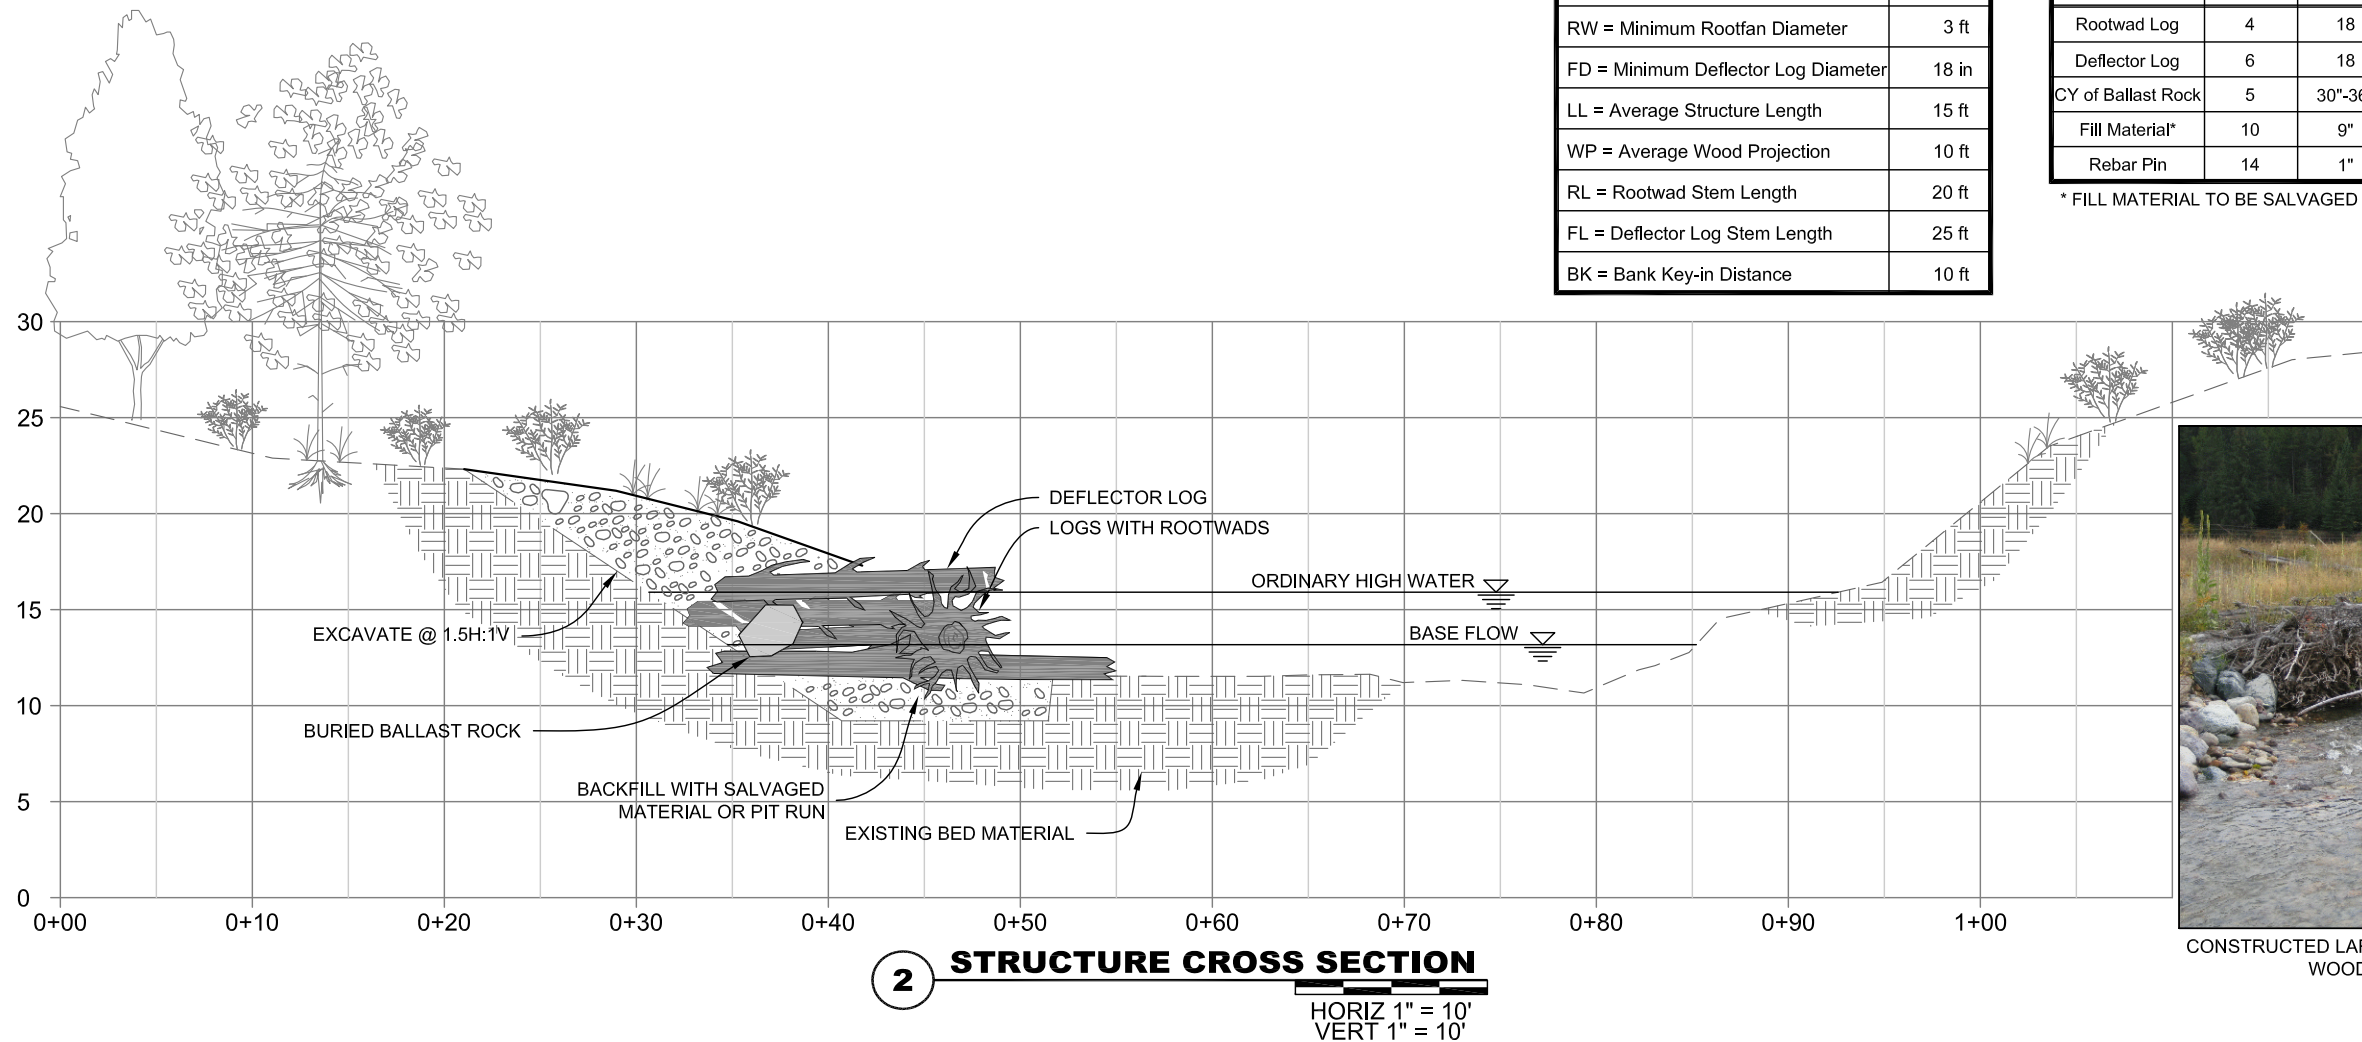 RW = Minimum Rootfan Diameter 3 ft
FD = Minimum Deflector Log Diameter 18 in
LL = Average Structure Length 15 ft
WP = Average Wood Projection 10 ft
RL = Rootwad Stem Length 20 ft
FL = Deflector Log Stem Length 25 ft
BK = Bank Key-in Distance 10 ft
Rootwad Log 4 18
Deflector Log 6 18
CY of Ballast Rock 5 30"-36
Fill Material* 10 9"
Rebar Pin 14 1"
* FILL MATERIAL TO BE SALVAGED
30
25
20
15
10
5
0
DEFLECTOR LOG
LOGS WITH ROOTWADS
ORDINARY HIGH WATER
BASE FLOW
EXCAVATE @ 1.5H:1V
BURIED BALLAST ROCK
BACKFILL WITH SALVAGED
MATERIAL OR PIT RUN
EXISTING BED MATERIAL
0+00 0+10 0+20 0+30 0+40 0+50 0+60 0+70 0+80 0+90 1+00
2 STRUCTURE CROSS SECTION
HORIZ 1" = 10'
VERT 1" = 10'
CONSTRUCTED
WOOD